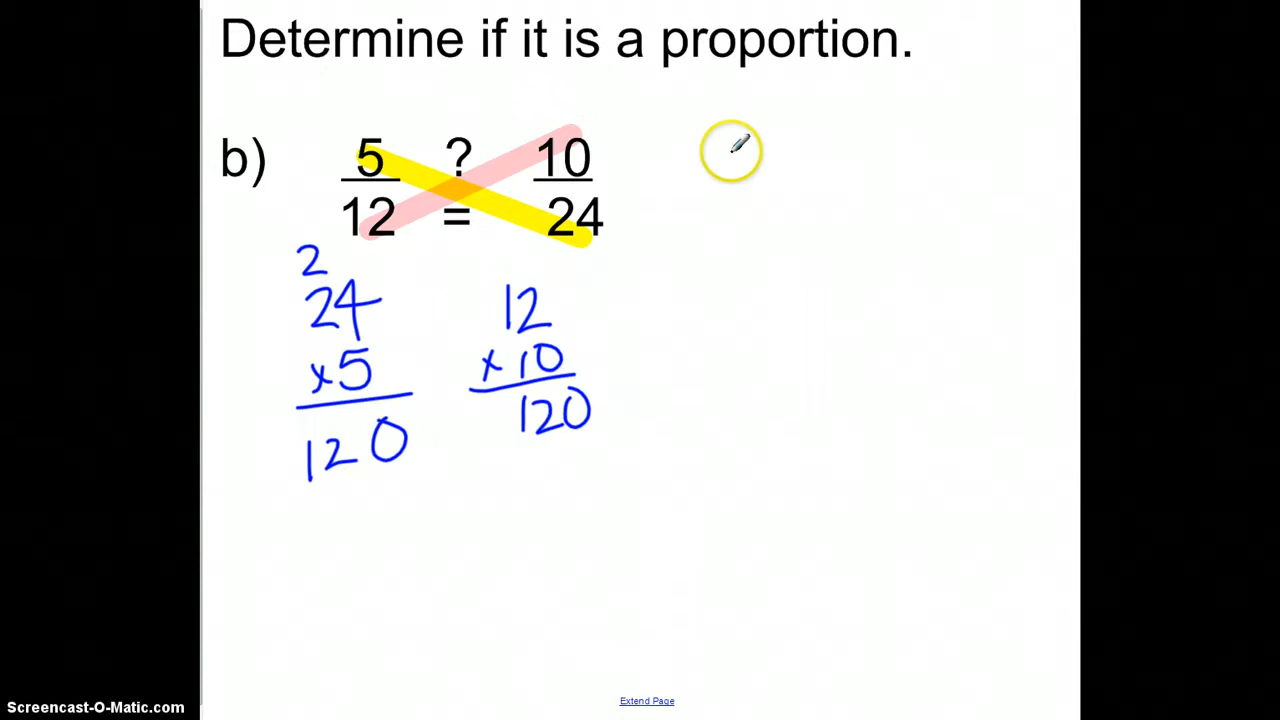 Determine if it is a proportion.
b) 5 ? 10
12 = 24
2
24 12
x5 x10
120 120
Extend Page
Screencast-O-Matic.com